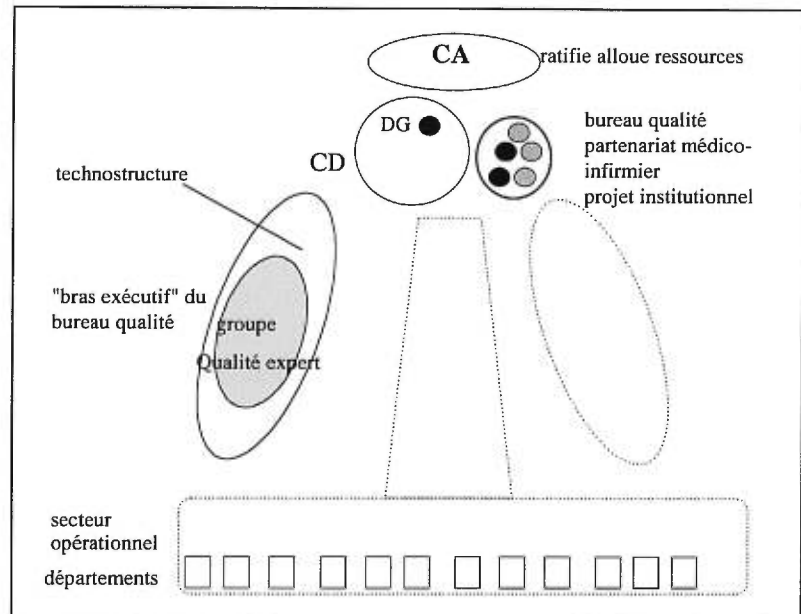 CA
ratifie alloue ressources
DG
CD
bureau qualité
partenariat médico-
infirmier
projet institutionnel
technostructure
"bras exécutif" du
bureau qualité
groupe
Qualité expert
secteur
opérationnel
départements